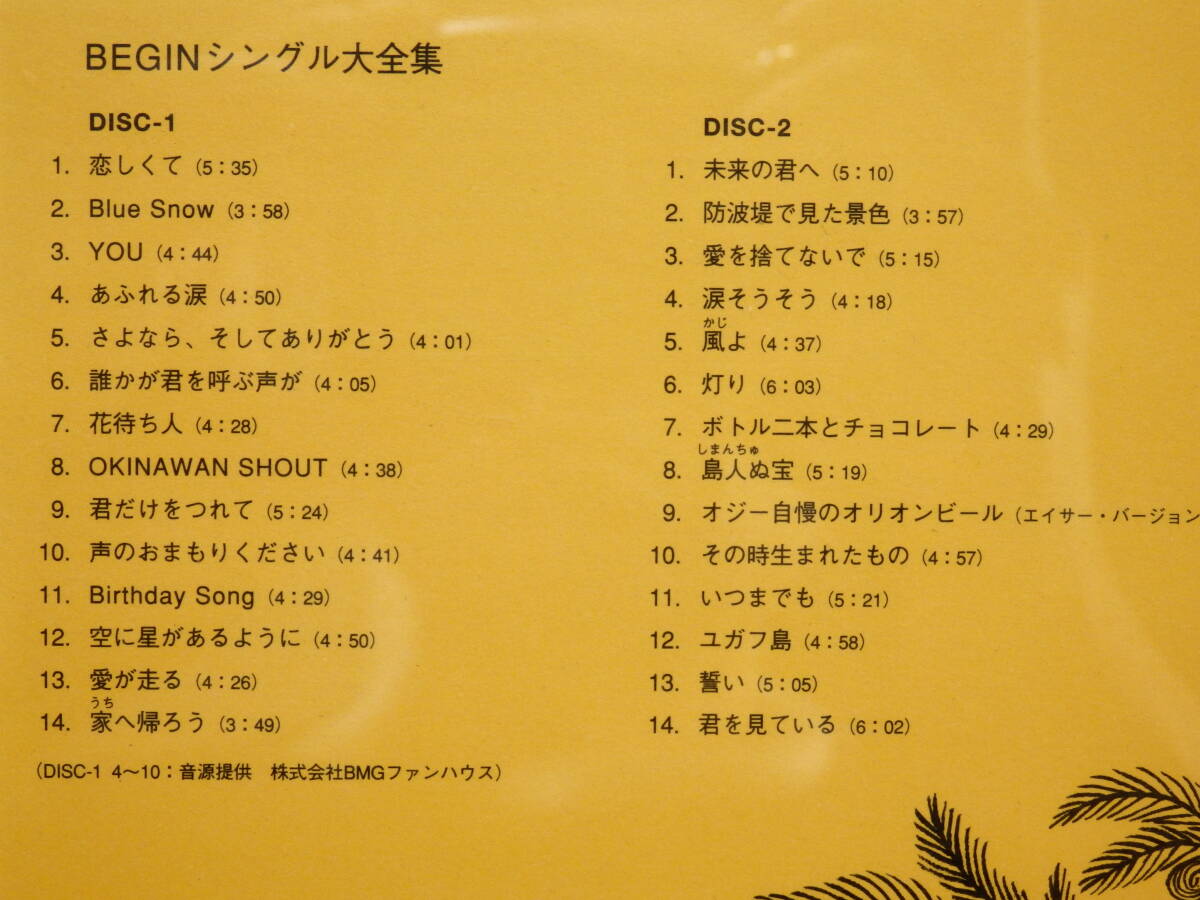 BEGINシングル大全集
DISC-1
1. 恋しくて（5：35）
2. Blue Snow（3：58）
3. YOU（4：44）
4. あふれる涙（4：50）
5. さよなら、そしてありがとう（4：01）
6. 誰かが君を呼ぶ声が（4：05）
7. 花待ち人（4：28）
8. OKINAWAN SHOUT（4：38）
9. 君だけをつれて（5：24）
10. 声のおまもりください（4：41）
11. Birthday Song（4：29）
12. 空に星があるように（4：50）
13. 愛が走る（4：26）
うち
14. 家へ帰ろう（3：49）
（DISC-1 4〜10：音源提供　株式会社BMGファンハウス）
DISC-2
1. 未来の君へ（5：10）
2. 防波堤で見た景色（3：57）
3. 愛を捨てないで（5：15）
4. 涙そうそう（4：18）
かじ
5. 風よ（4：37）
6. 灯り（6：03）
7. ボトル二本とチョコレート（4：29）
しまんちゅ
8. 島人ぬ宝（5：19）
9. オジー自慢のオリオンビール（エイサー・バージョン
10. その時生まれたもの（4：57）
11. いつまでも（5：21）
12. ユガフ島（4：58）
13. 誓い（5：05）
14. 君を見ている（6：02）